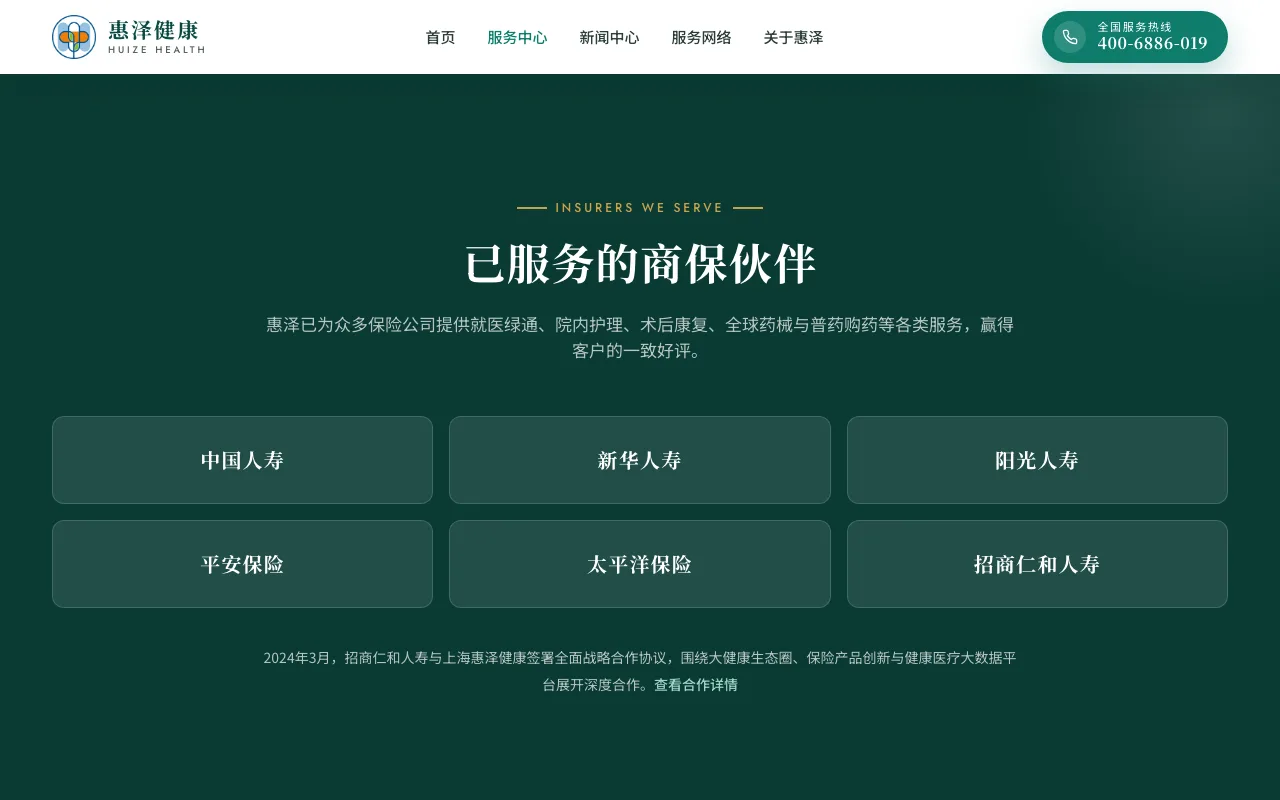 惠泽健康
HUIZE HEALTH
首页
服务中心
新闻中心
服务网络
关于惠泽
全国服务热线
400-6886-019
INSURERS WE SERVE
已服务的商保伙伴
惠泽已为众多保险公司提供就医绿通、院内护理、术后康复、全球药械与普药购药等各类服务，赢得
客户的一致好评。
中国人寿
新华人寿
阳光人寿
平安保险
太平洋保险
招商仁和人寿
2024年3月，招商仁和人寿与上海惠泽健康签署全面战略合作协议，围绕大健康生态圈、保险产品创新与健康医疗大数据平
台展开深度合作。查看合作详情